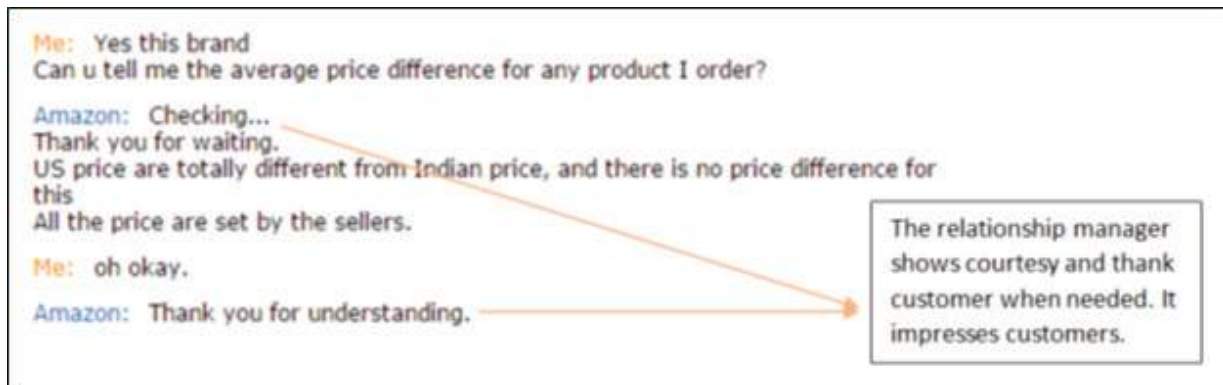 Me: Yes this brand
Can u tell me the average price difference for any product I order?
Amazon: Checking...
Thank you for waiting.
US price are totally different from Indian price, and there is no price difference for
this
All the price are set by the sellers.
Me: oh okay.
Amazon: Thank you for understanding.
The relationship manager
shows courtesy and thank
customer when needed. It
impresses customers.